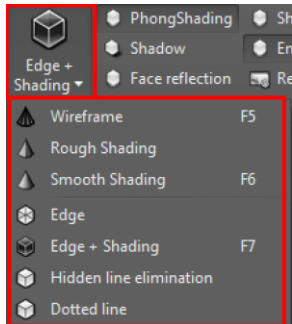 Edge +
Shading
PhongShading
Shadow
Face reflection
Wireframe F5
Rough Shading
Smooth Shading F6
Edge
Edge + Shading F7
Hidden line elimination
Dotted line